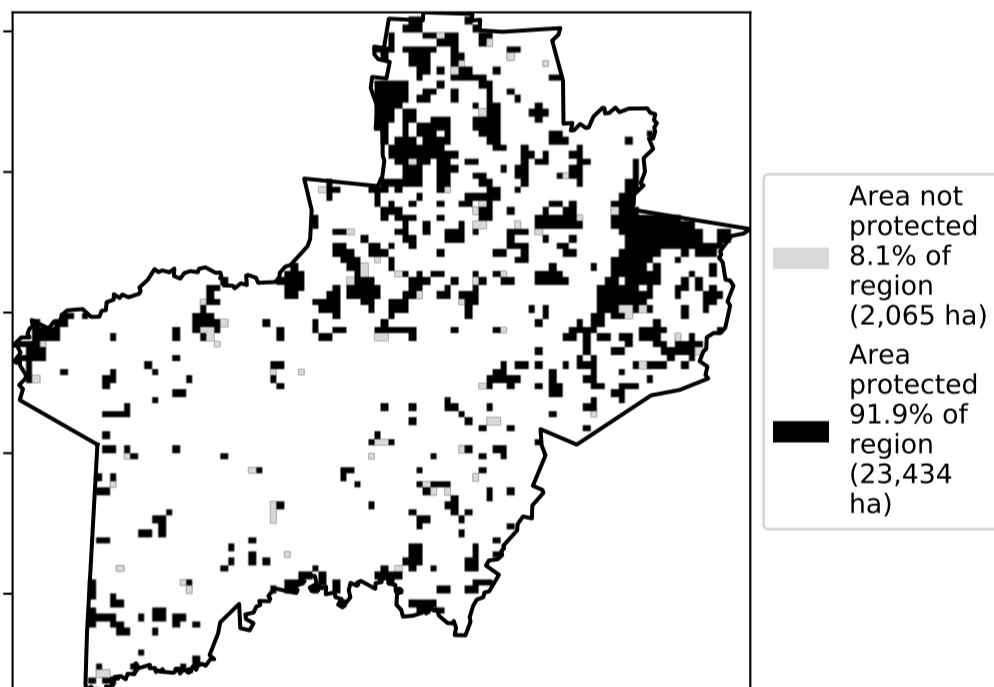 Area not
protected
8.1% of
region
(2,065 ha)
Area
protected
91.9% of
region
(23,434
ha)